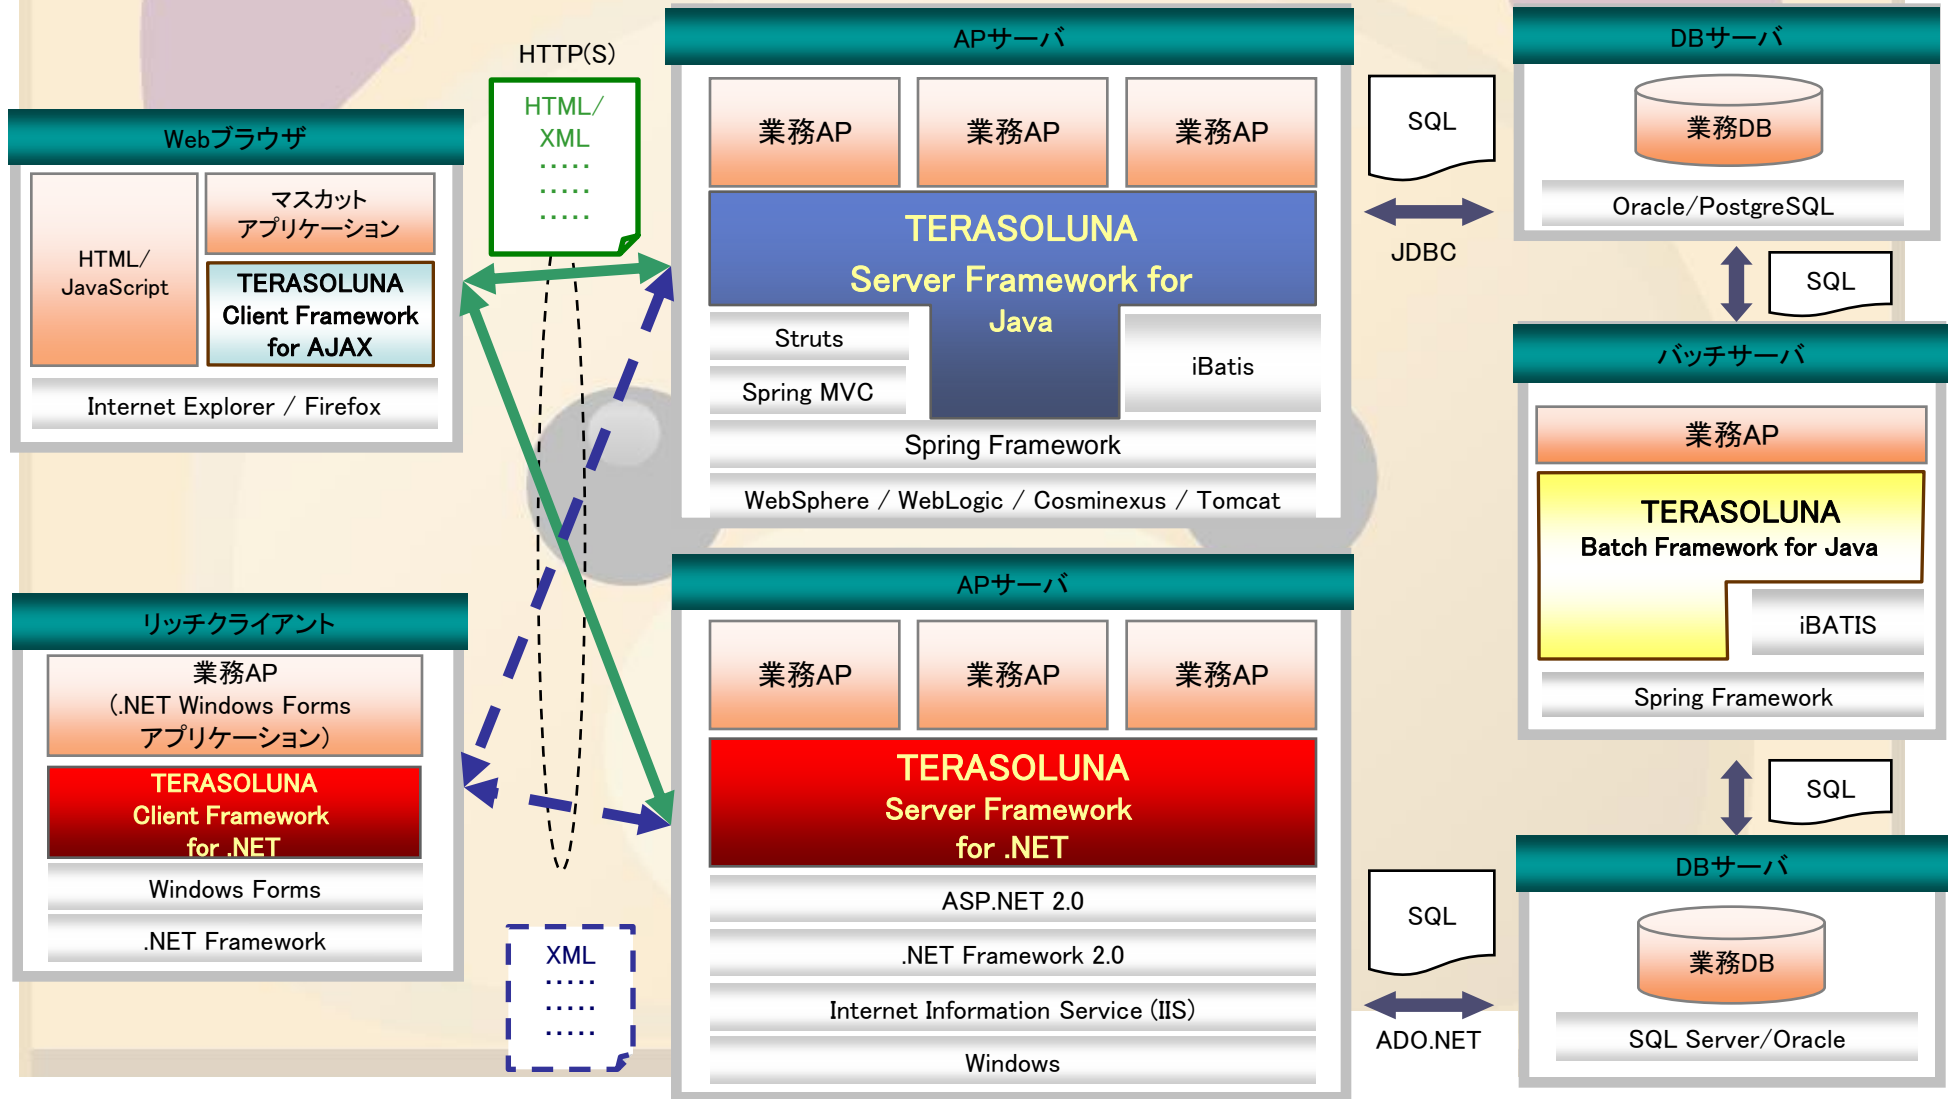 HTTP(S)
HTML/
XML
.....
.....
.....
Webブラウザ
HTML/
JavaScript
マスカット
アプリケーション
TERASOLUNA
Client Framework
for AJAX
Internet Explorer / Firefox
リッチクライアント
業務AP
(.NET Windows Forms
アプリケーション)
TERASOLUNA
Client Framework
for .NET
Windows Forms
.NET Framework
XML
.....
.....
.....
APサーバ
業務AP
業務AP
業務AP
TERASOLUNA
Server Framework for
Java
Struts
Spring MVC
iBatis
Spring Framework
WebSphere / WebLogic / Cosminexus / Tomcat
APサーバ
業務AP
業務AP
業務AP
TERASOLUNA
Server Framework
for .NET
ASP.NET 2.0
.NET Framework 2.0
Internet Information Service (IIS)
Windows
SQL
JDBC
SQL
ADO.NET
DBサーバ
業務DB
Oracle/PostgreSQL
SQL
バッチサーバ
業務AP
TERASOLUNA
Batch Framework for Java
iBATIS
Spring Framework
SQL
DBサーバ
業務DB
SQL Server/Oracle